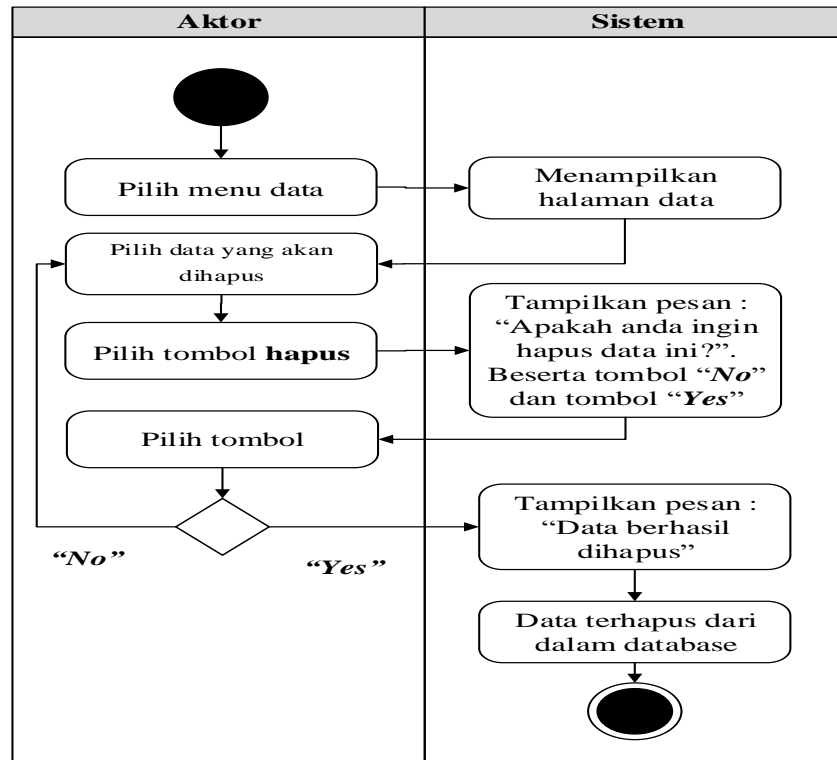 Aktor
Sistem
Pilih menu data
Menampilkan
halaman data
Pilih data yang akan
dihapus
Pilih tombol hapus
Tampilkan pesan :
“Apakah anda ingin
hapus data ini?”.
Beserta tombol “No”
dan tombol “Yes”
Pilih tombol
“No”
“Yes”
Tampilkan pesan :
“Data berhasil
dihapus”
Data terhapus dari
dalam database